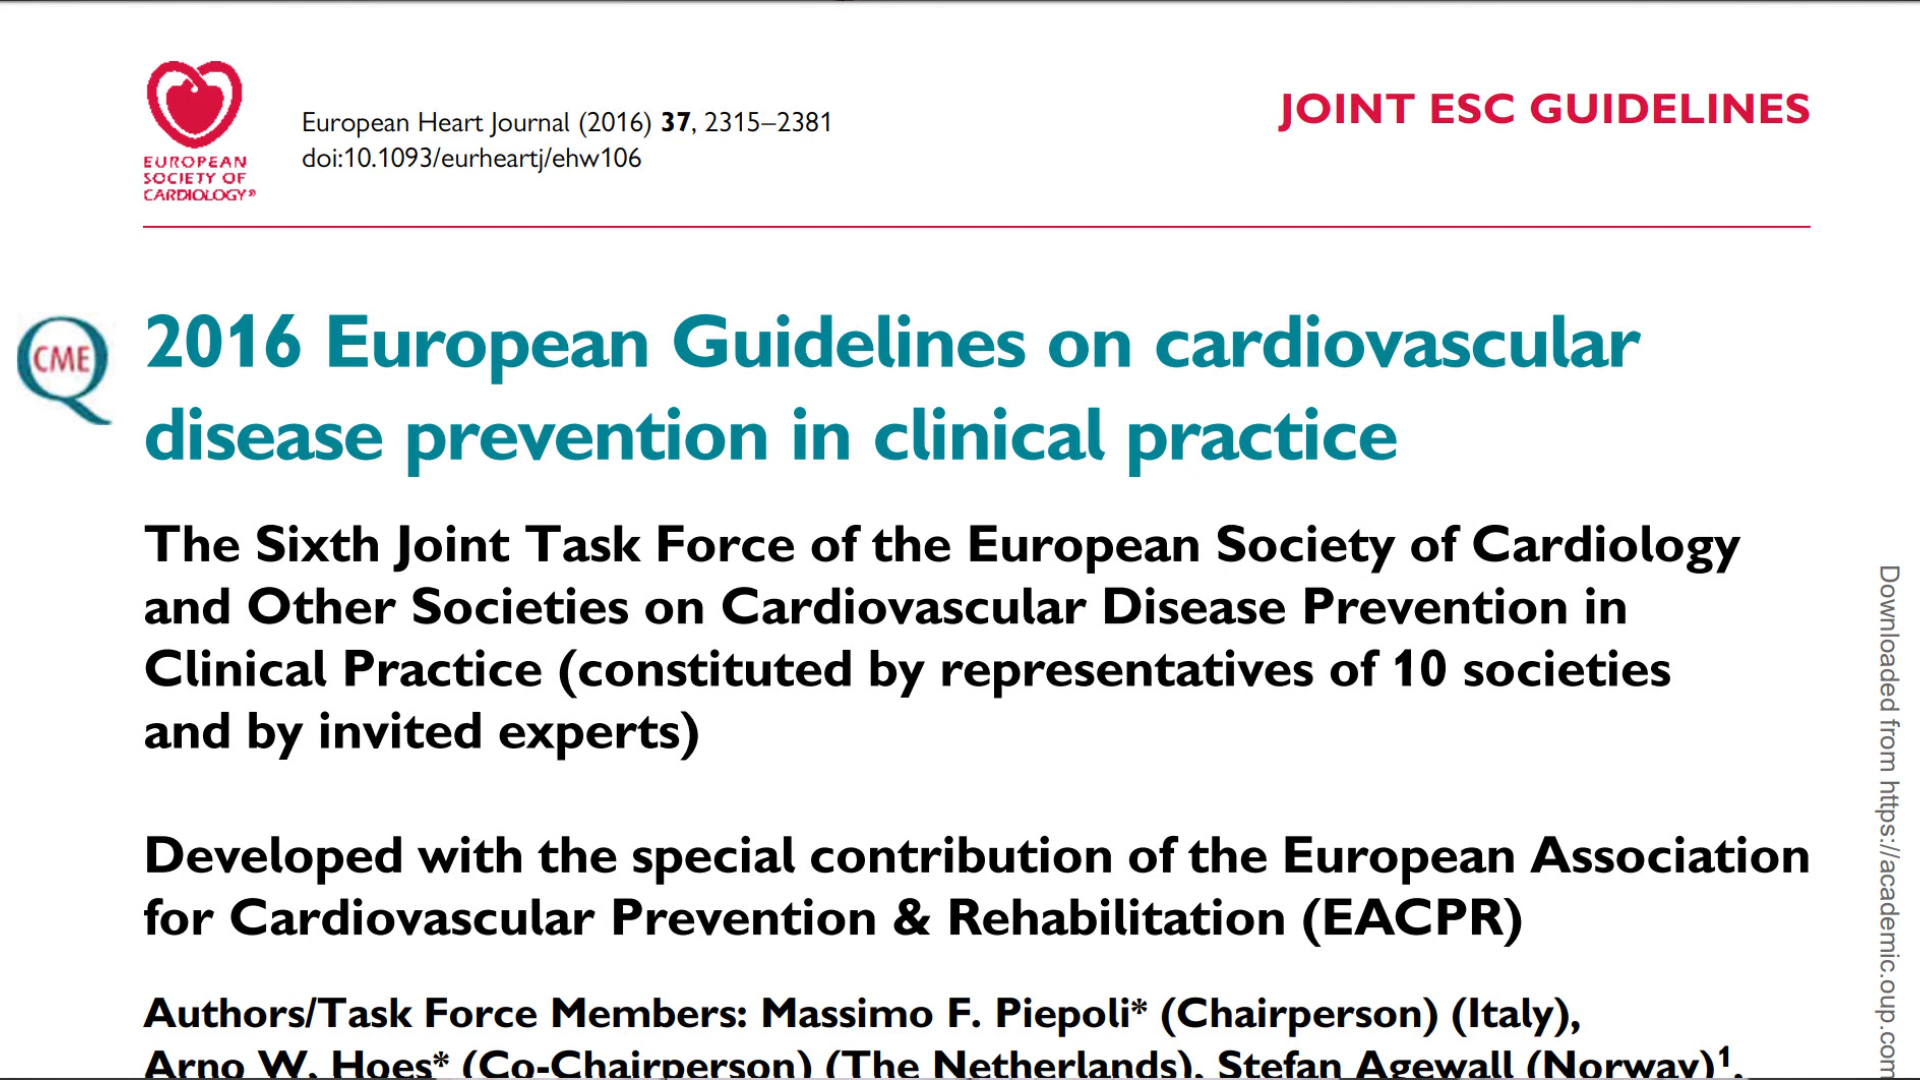 EUROPEAN
SOCIETY OF
CARDIOLOGY®
European Heart Journal (2016) 37, 2315–2381
doi:10.1093/eurheartj/ehw106
JOINT ESC GUIDELINES
CME
2016 European Guidelines on cardiovascular
disease prevention in clinical practice
The Sixth Joint Task Force of the European Society of Cardiology
and Other Societies on Cardiovascular Disease Prevention in
Clinical Practice (constituted by representatives of 10 societies
and by invited experts)
Developed with the special contribution of the European Association
for Cardiovascular Prevention & Rehabilitation (EACPR)
Authors/Task Force Members: Massimo F. Piepoli* (Chairperson) (Italy),
Arno W. Hoes* (Co-Chairperson) (The Netherlands), Stefan Agewall (Norway)1,
Downloaded from https://academic.oup.com